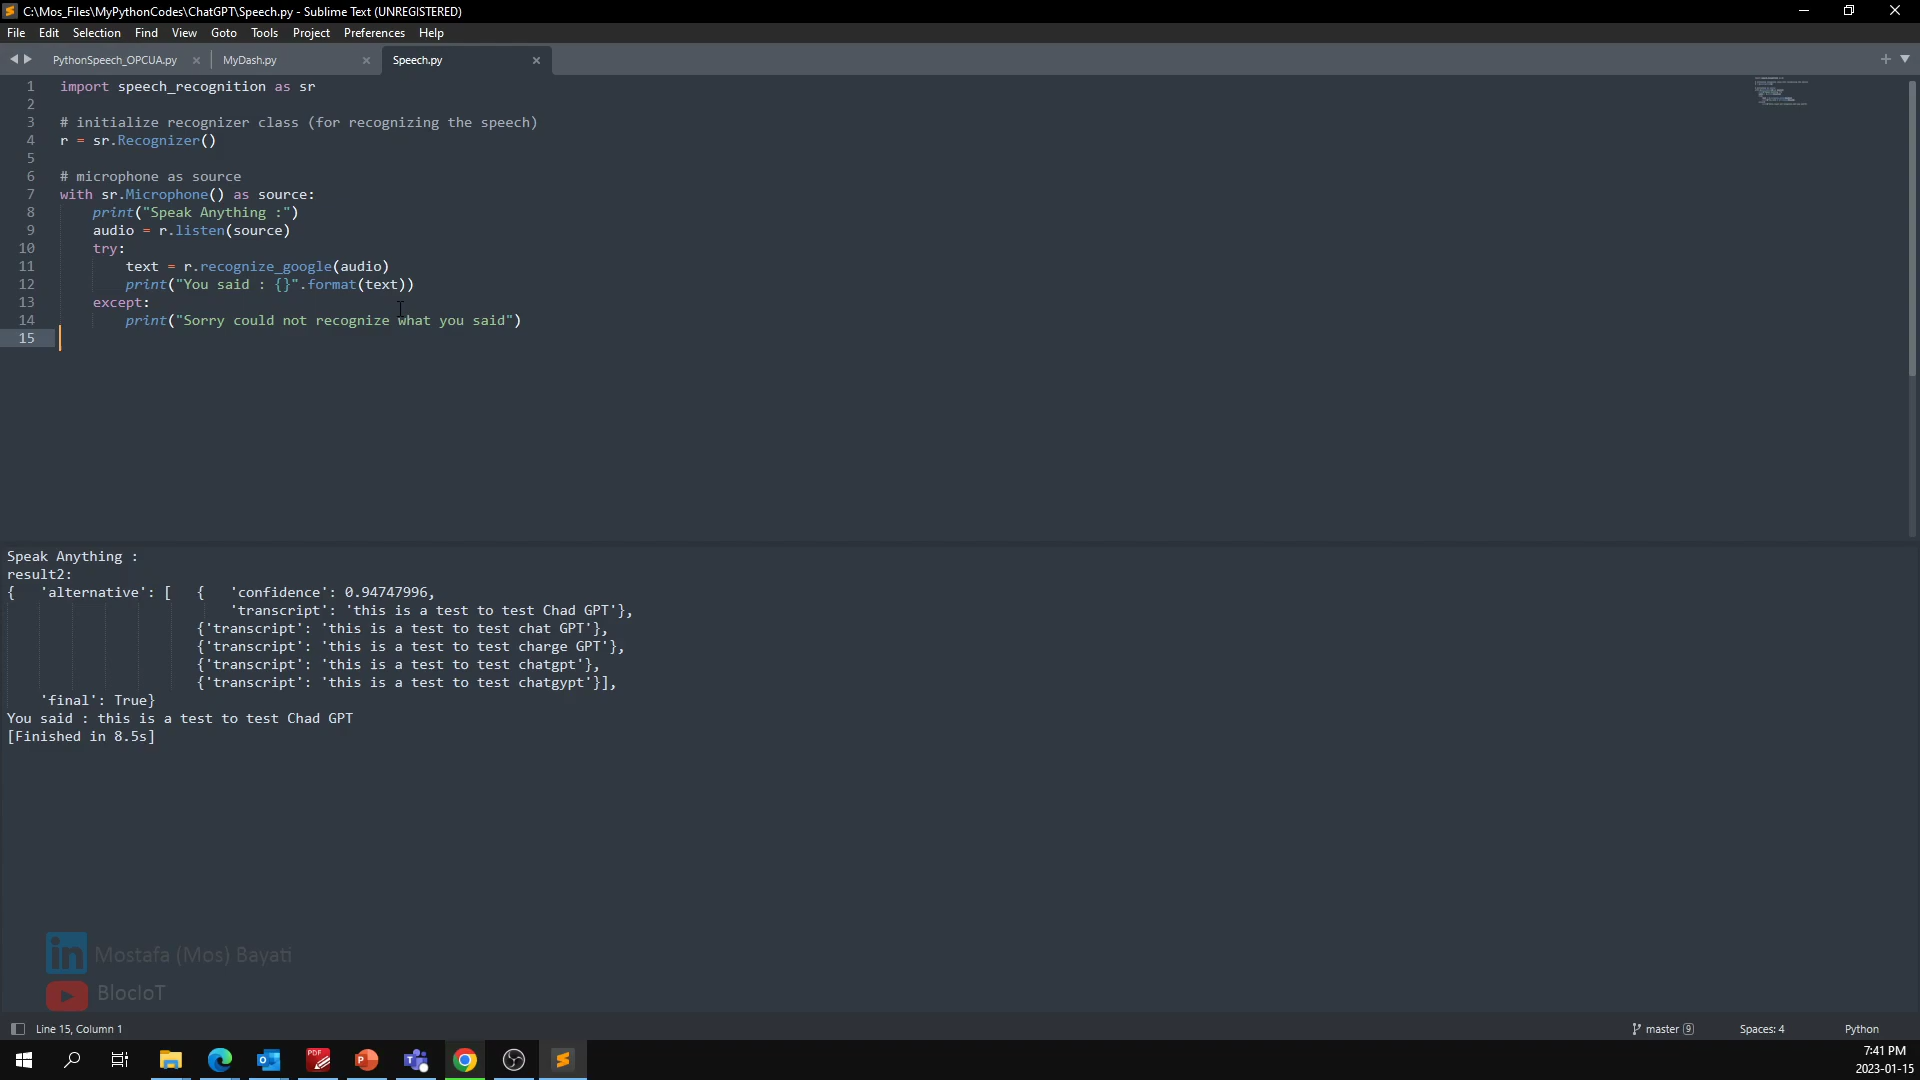 C:\Mos_Files\MyPythonCodes\ChatGPT\Speech.py - Sublime Text (UNREGISTERED)
File Edit Selection Find View Goto Tools Project Preferences Help
PythonSpeech_OPCUA.py MyDash.py Speech.py
1 import speech_recognition as sr
2
3 # initialize recognizer class (for recognizing the speech)
4 r = sr.Recognizer()
5
6 # microphone as source
7 with sr.Microphone() as source:
8     print("Speak Anything :")
9     audio = r.listen(source)
10     try:
11         text = r.recognize_google(audio)
12         print("You said : {}".format(text))
13     except:
14         print("Sorry could not recognize what you said")
15
Speak Anything :
result2:
{   'alternative': [   {   'confidence': 0.94747996,
                           'transcript': 'this is a test to test Chad GPT'},
                       {'transcript': 'this is a test to test chat GPT'},
                       {'transcript': 'this is a test to test charge GPT'},
                       {'transcript': 'this is a test to test chatgpt'},
                       {'transcript': 'this is a test to test chatgypt'}],
    'final': True}
You said : this is a test to test Chad GPT
[Finished in 8.5s]
in Mostafa (Mos) Bayati
BlocIoT
Line 15, Column 1 master 9 Spaces: 4 Python
7:41 PM
2023-01-15